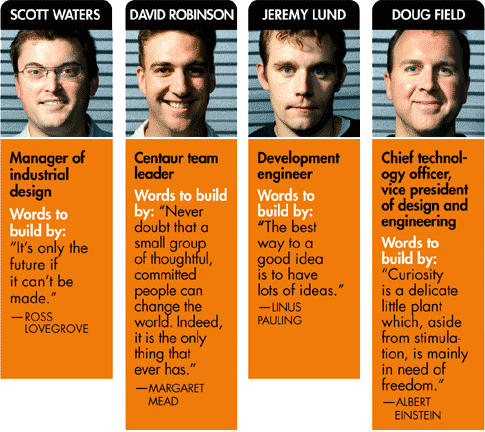 SCOTT WATERS
Manager of
industrial
design
Words to
build by:
“It’s only the
future if
it can’t be
made.”
—ROSS
LOVEGROVE
DAVID ROBINSON
Centaur team
leader
Words to build
by: “Never
doubt that a
small group
of thoughtful,
committed
people can
change the
world. Indeed,
it is the only
thing that
ever has.”
—MARGARET
MEAD
JEREMY LUND
Development
engineer
Words to
build by:
“The best
way to a
good idea
is to have
lots of ideas.”
—LINUS
PAULING
DOUG FIELD
Chief technol-
ogy officer,
vice president
of design and
engineering
Words to
build by:
“Curiosity
is a delicate
little plant
which, aside
from stimula-
tion, is mainly
in need of
freedom.”
—ALBERT
EINSTEIN